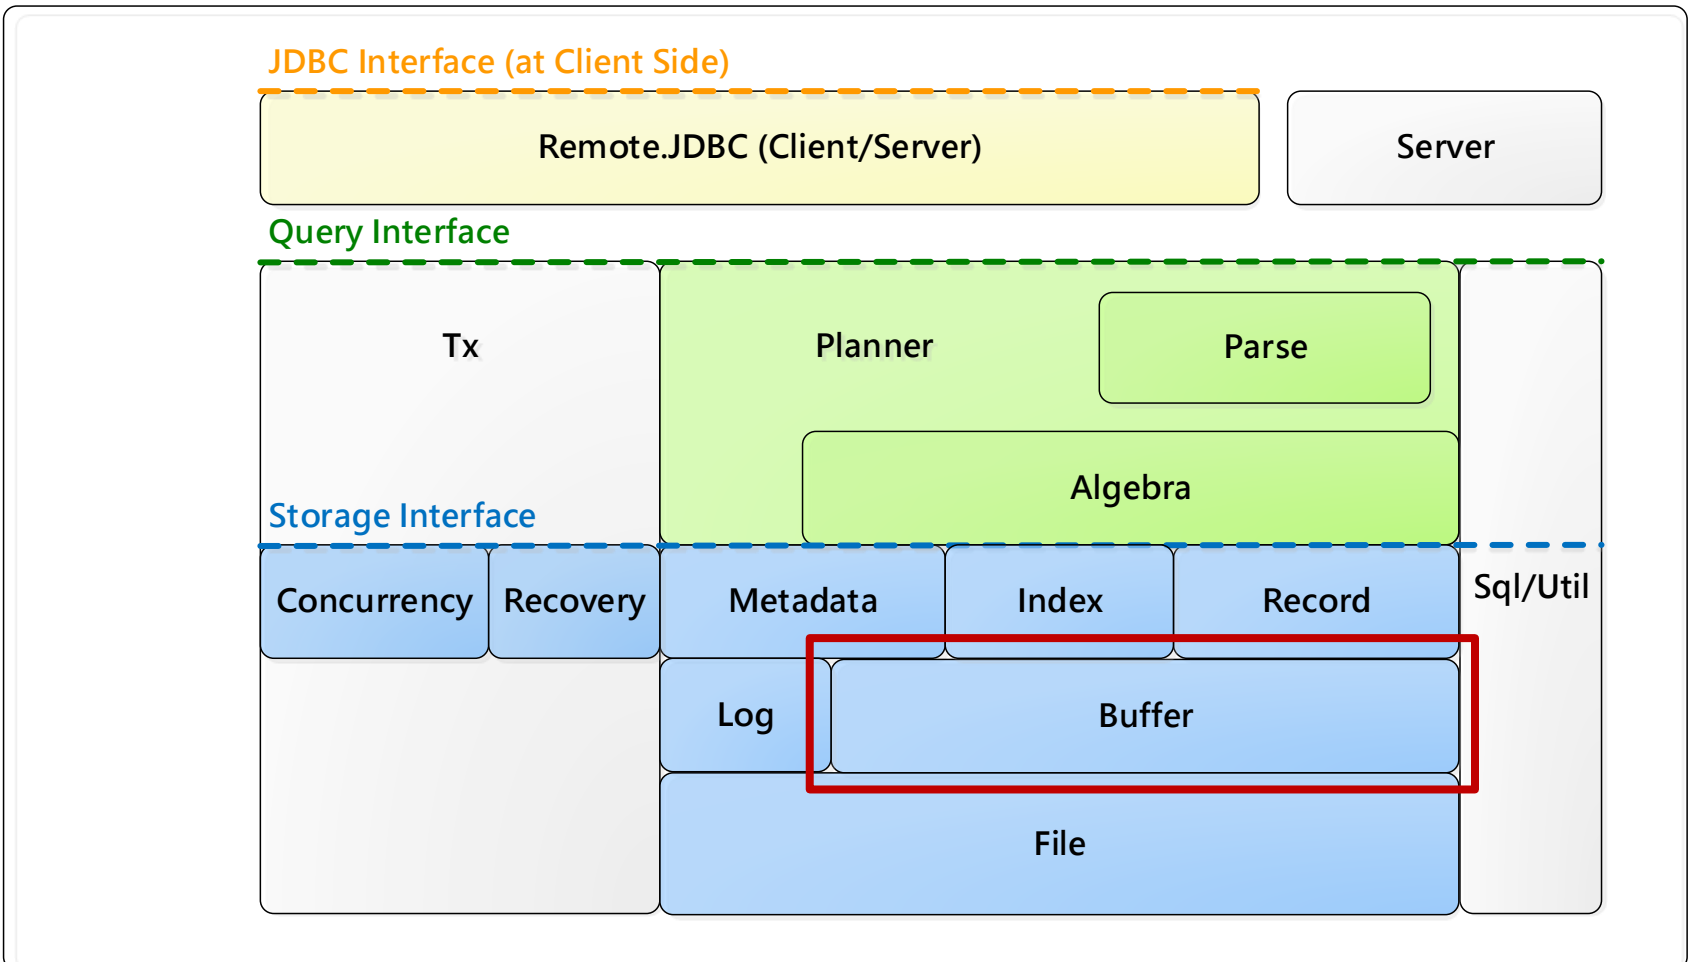 JDBC Interface (at Client Side)
Remote.JDBC (Client/Server)
Server
Query Interface
Tx
Planner
Parse
Algebra
Storage Interface
Concurrency
Recovery
Metadata
Index
Record
Sql/Util
Log
Buffer
File